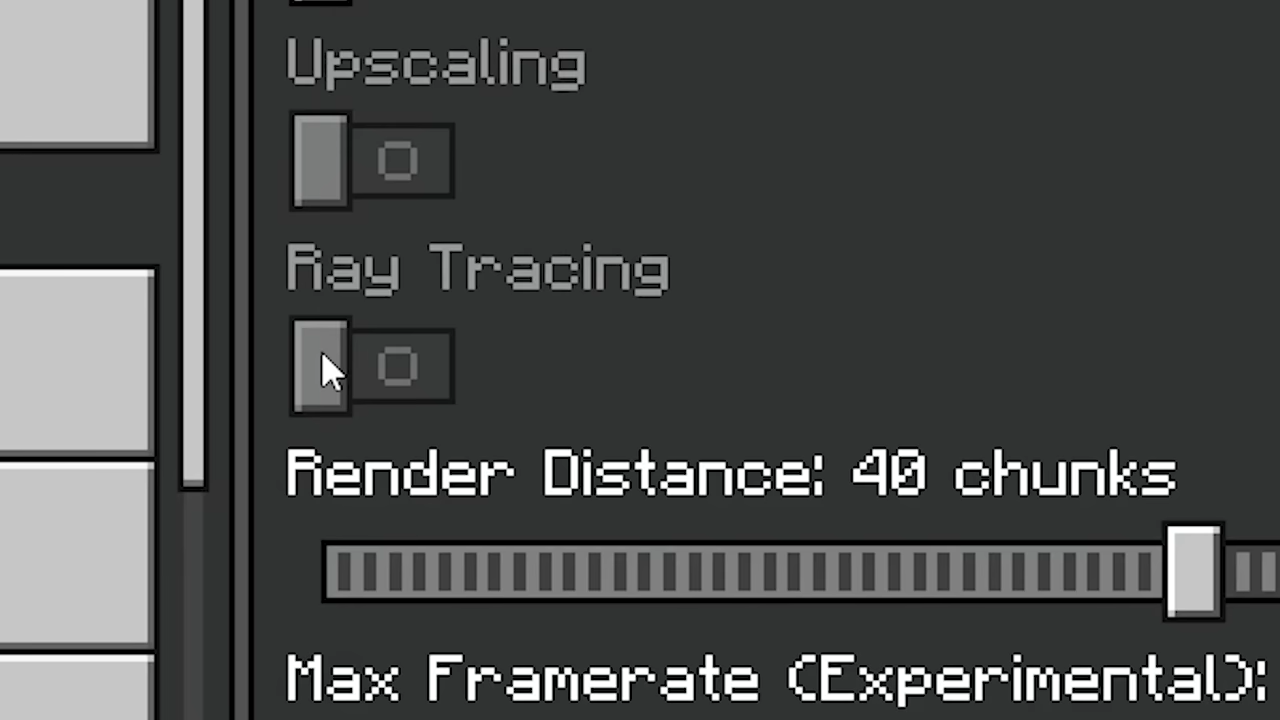 Upscaling
Ray Tracing
Render Distance: 40 chunks
Max Framerate (Experimental):